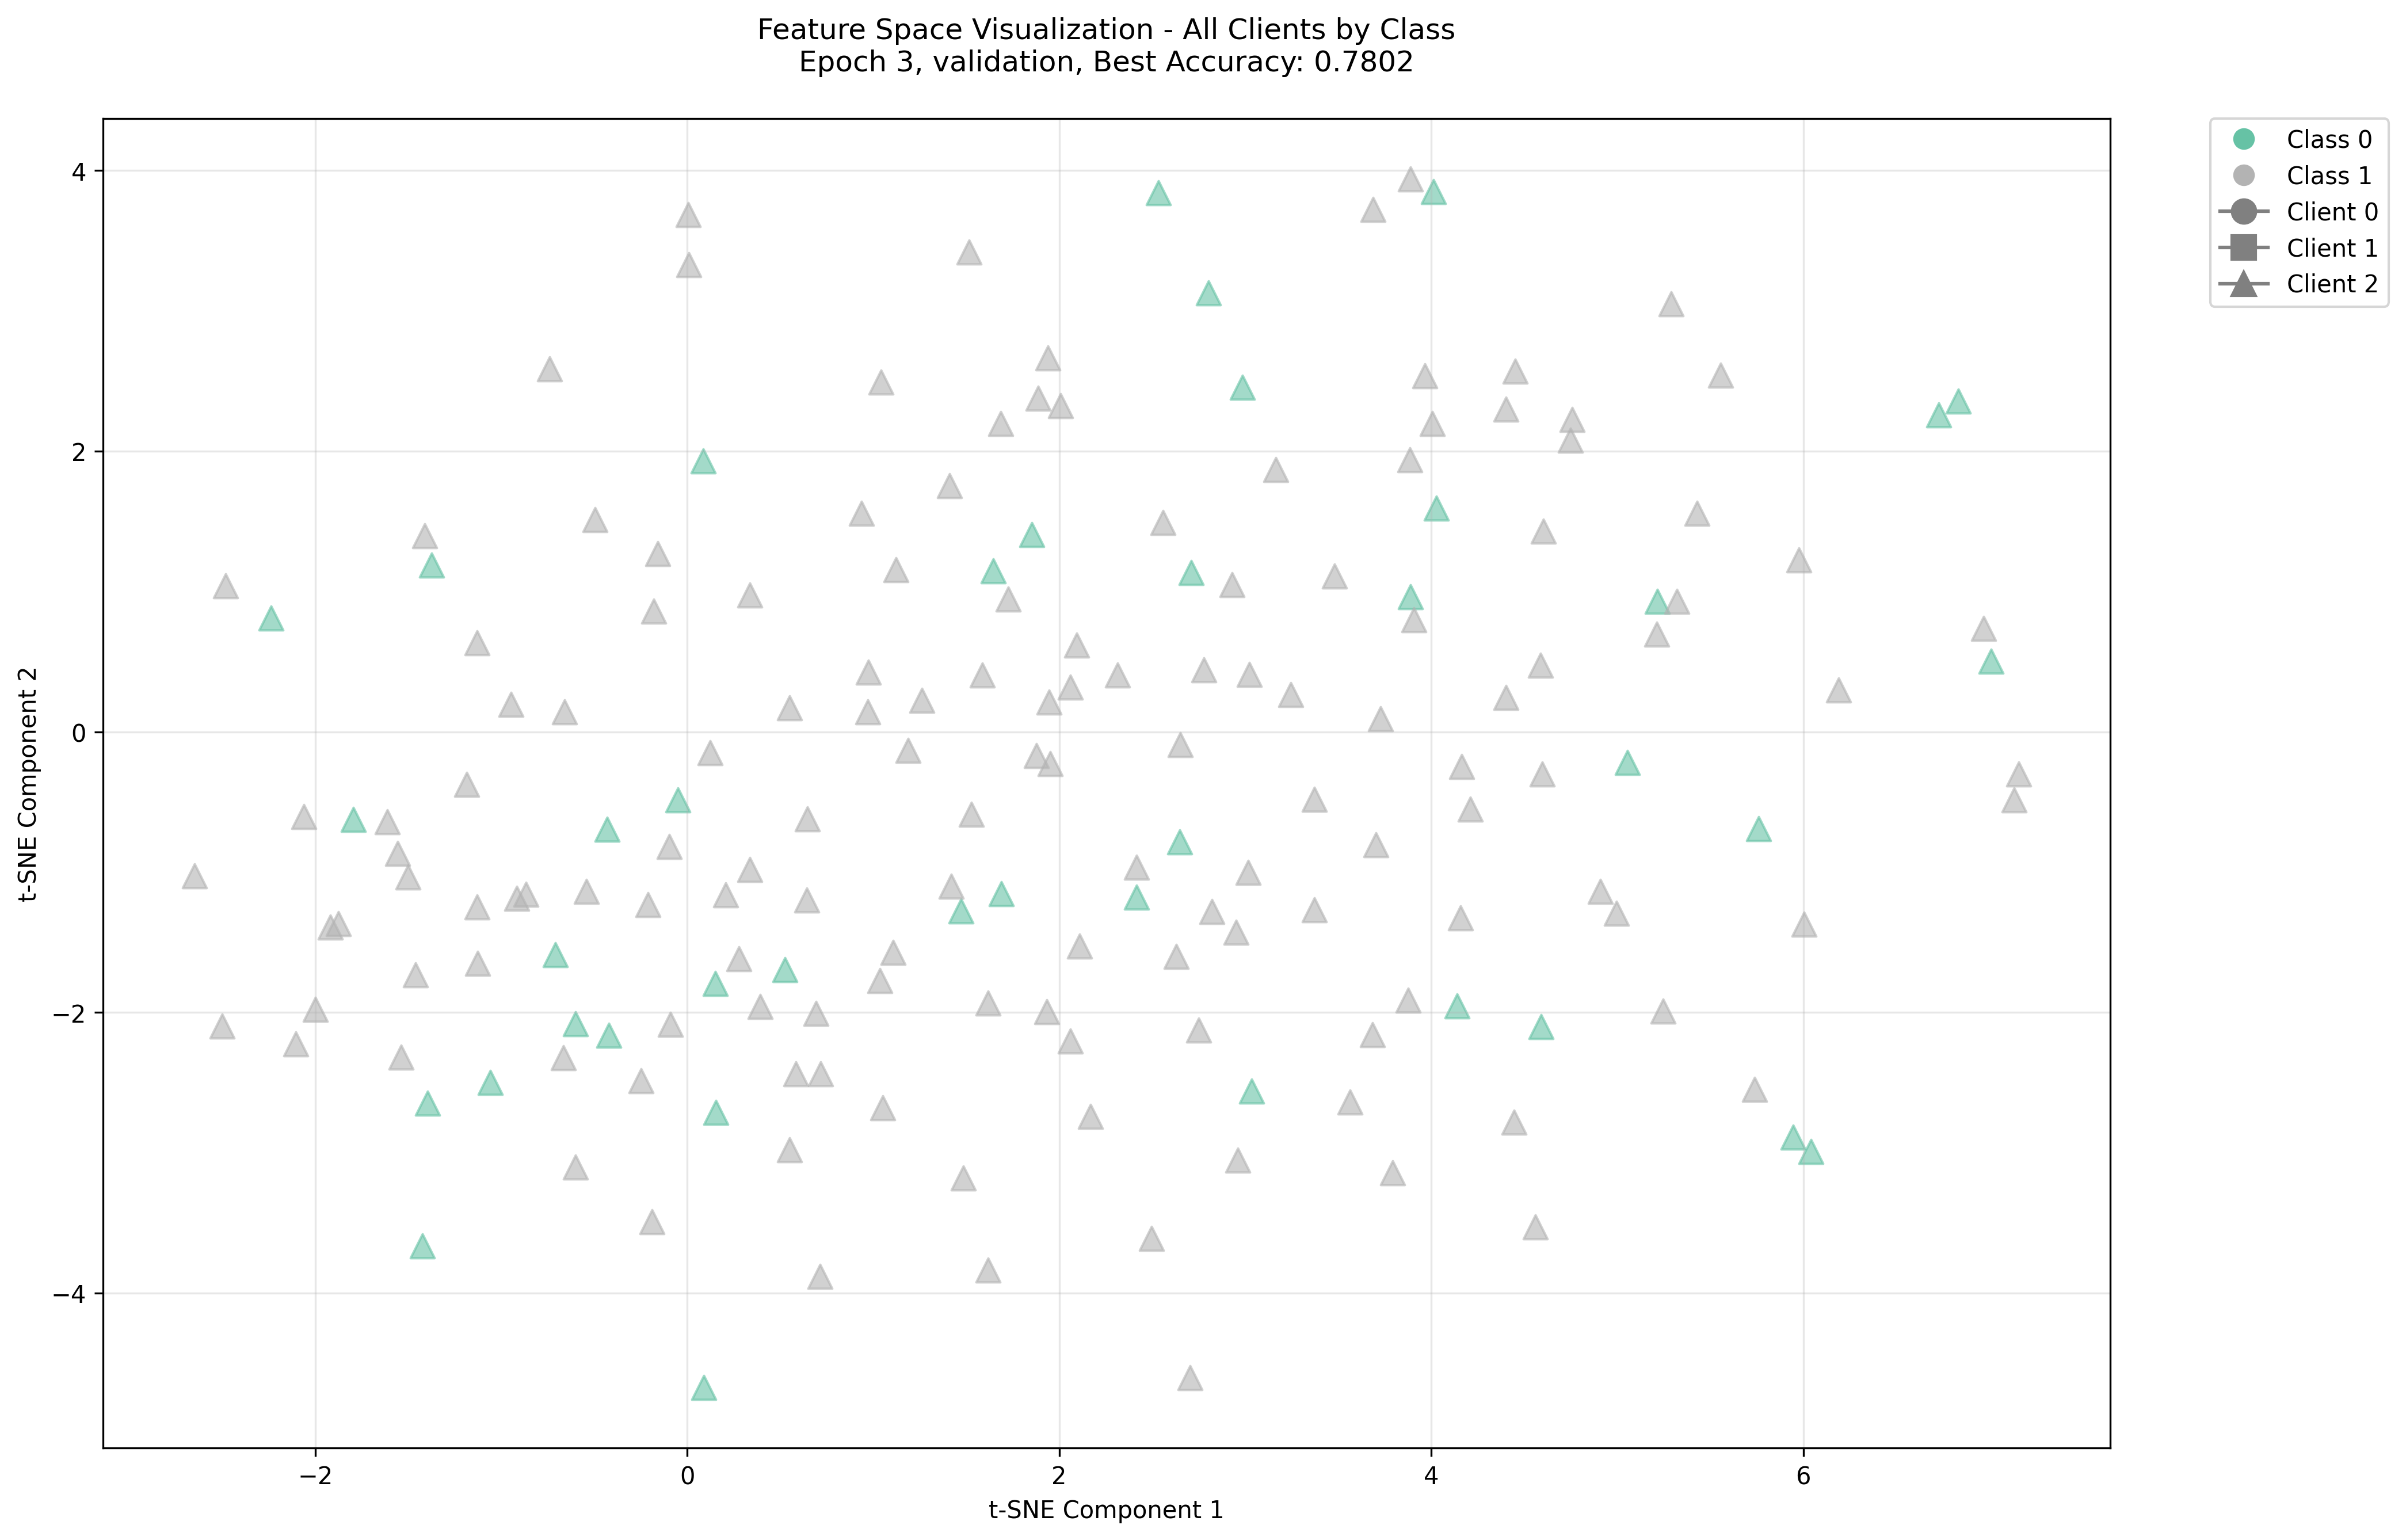 Feature Space Visualization - All Clients by Class
Epoch 3, validation, Best Accuracy: 0.7802
Class 0
Class 1
Client 0
Client 1
Client 2
4
2
0
−2
−4
t-SNE Component 2
−2
0
2
4
6
t-SNE Component 1